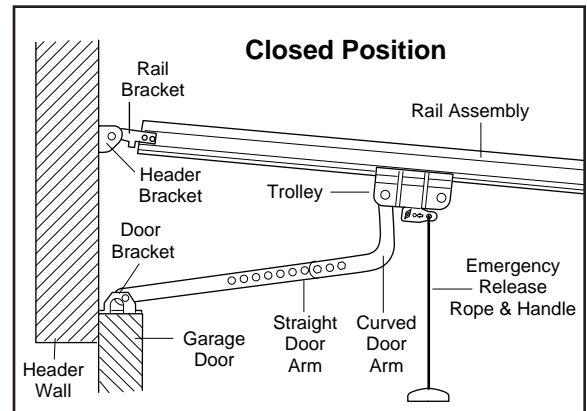 Closed Position
Rail
Bracket
Rail Assembly
Header
Bracket
Trolley
Door
Bracket
Emergency
Release
Rope & Handle
Straight
Door
Arm
Curved
Door
Arm
Garage
Door
Header
Wall